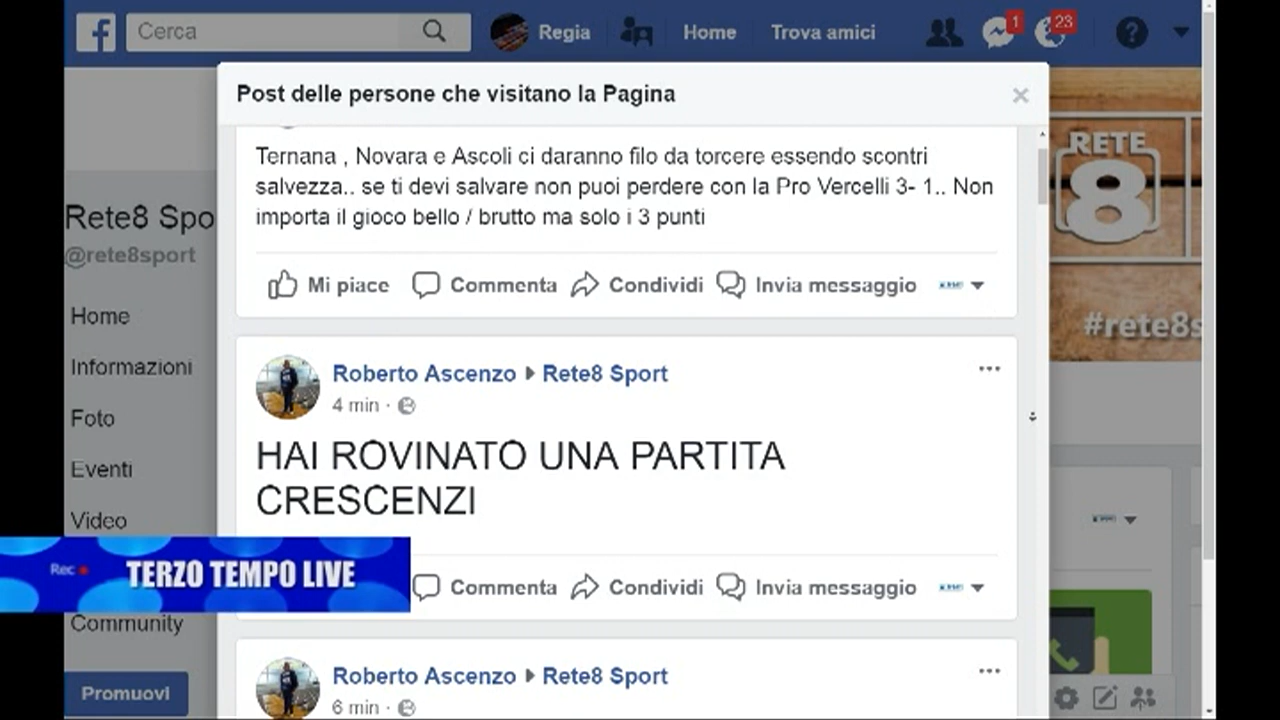 Cerca
Regia
Home
Trova amici
1
23
Post delle persone che visitano la Pagina
Ternana , Novara e Ascoli ci daranno filo da torcere essendo scontri
salvezza.. se ti devi salvare non puoi perdere con la Pro Vercelli 3- 1.. Non
importa il gioco bello / brutto ma solo i 3 punti
Mi piace
Commenta
Condividi
Invia messaggio
Rete8 Spo
@rete8sport
Home
Informazioni
Foto
Eventi
Video
Community
Promuovi
RETE
8
#rete8s
Roberto Ascenzo Rete8 Sport
4 min
HAI ROVINATO UNA PARTITA
CRESCENZI
Commenta
Condividi
Invia messaggio
Rec
TERZO TEMPO LIVE
Roberto Ascenzo Rete8 Sport
6 min